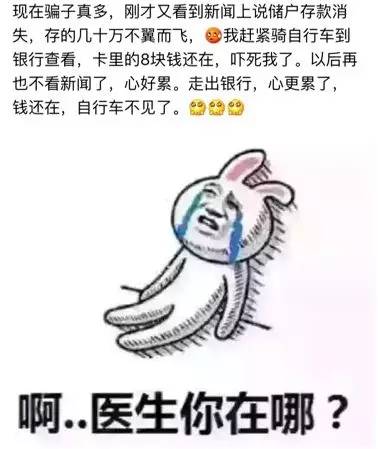 现在骗子真多，刚才又看到新闻上说储户存款消
失，存的几十万不翼而飞，🥵我赶紧骑自行车到
银行查看，卡里的8块钱还在，吓死我了。以后再
也不看新闻了，心好累。走出银行，心更累了，
钱还在，自行车不见了。😳😳😳
啊..医生你在哪？